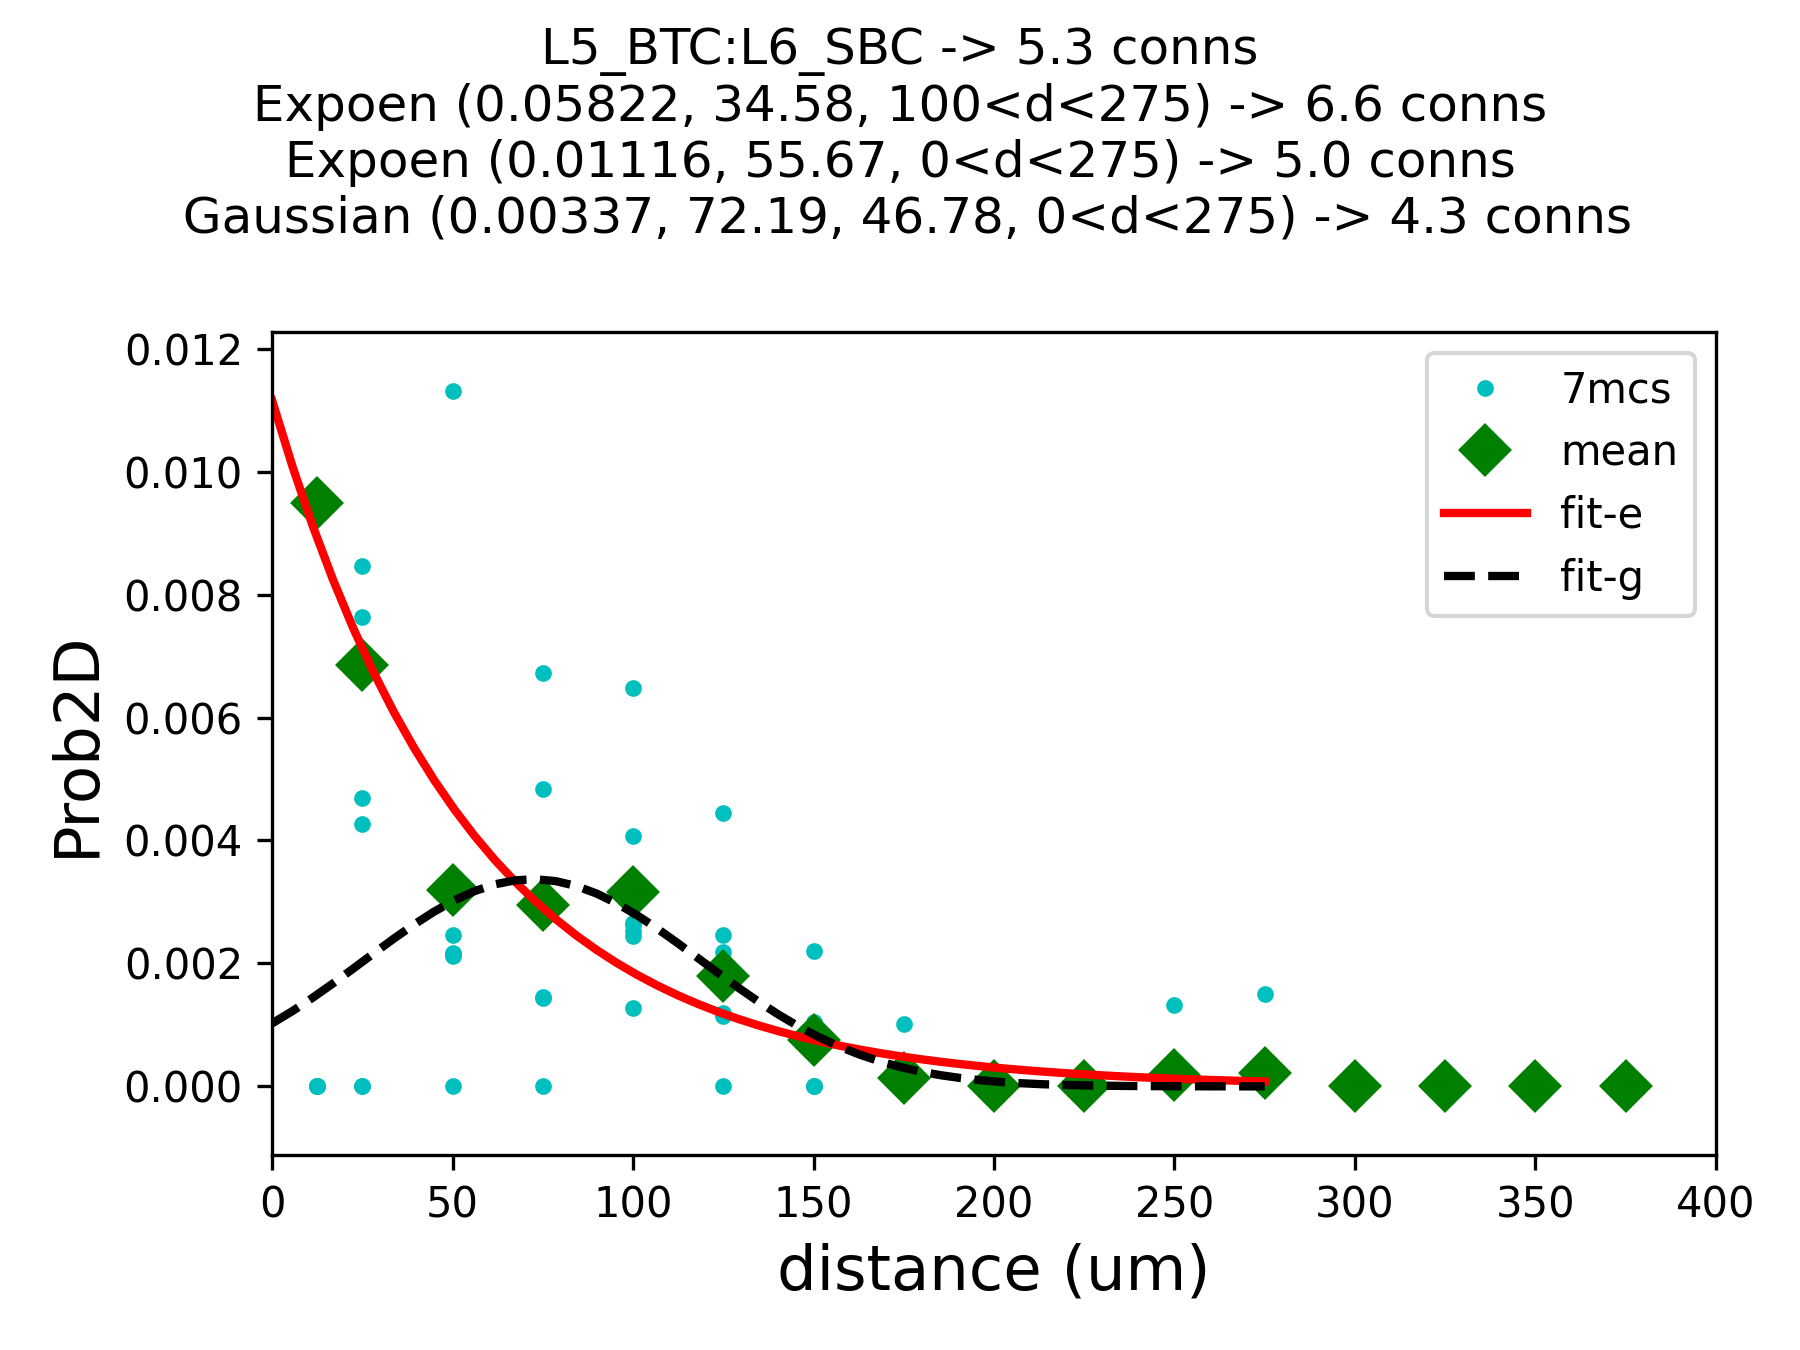 L5_BTC:L6_SBC -> 5.3 conns
Expoen (0.05822, 34.58, 100<d<275) -> 6.6 conns
Expoen (0.01116, 55.67, 0<d<275) -> 5.0 conns
Gaussian (0.00337, 72.19, 46.78, 0<d<275) -> 4.3 conns
0.012
0.010
0.008
0.006
0.004
0.002
0.000
Prob2D
7mcs
mean
fit-e
fit-g
0 50 100 150 200 250 300 350 400
distance (um)